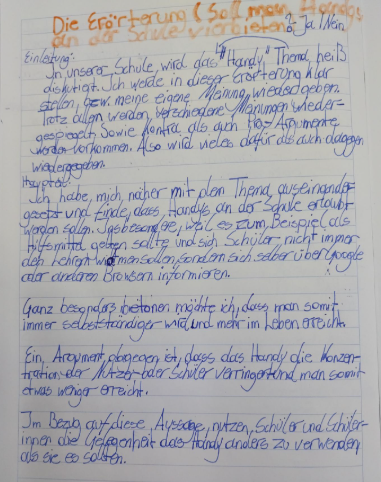 Die Erörterung (Soll man Handys
an der Schule vierbieten? Ja/Nein
Einleitung:
In unserer Schule, wird das "Handy" Thema, heiß
diskutigt. Ich werde in dieser Erörterung klar
stellen, bzw. meine eigene Meinung wiedergeben.
Trotz allem werden, verschiedene Meinungen wieder-
gespiegelt. Sowie Kontra, als auch Pro-Argumente
werden vorkommen. Also wird vieles dafür als auch dagegen
wiedergegeben.
Hauptteil:
Ich habe, mich, näher mit dem Thema, auseinander-
gesetzt und finde, dass, Handys an der Schule erlaubt
werden sollen. Insbesondere, weil es zum, Beispiel als
Hilfsmittel gelten sollte und sich, Schüler, nicht immer
den Lehrern widmen sollen, sondern sich selber über Google
oder anderen Browsern informieren.
Ganz besonders betonen möchte ich, dass man somit
immer selbstständiger wird, und mehr im Leben erreicht.
Ein, Argument, dagegen ist, dass das Handy die Konzen-
tration der Nutzer oder Schüler verringert und, man somit
etwas weniger erreicht.
Im Bezug auf diese, Aussage, nutzen, Schüler und Schüler-
innen die Gelegenheit das Handy anders zu verwenden,
als sie es sollten.